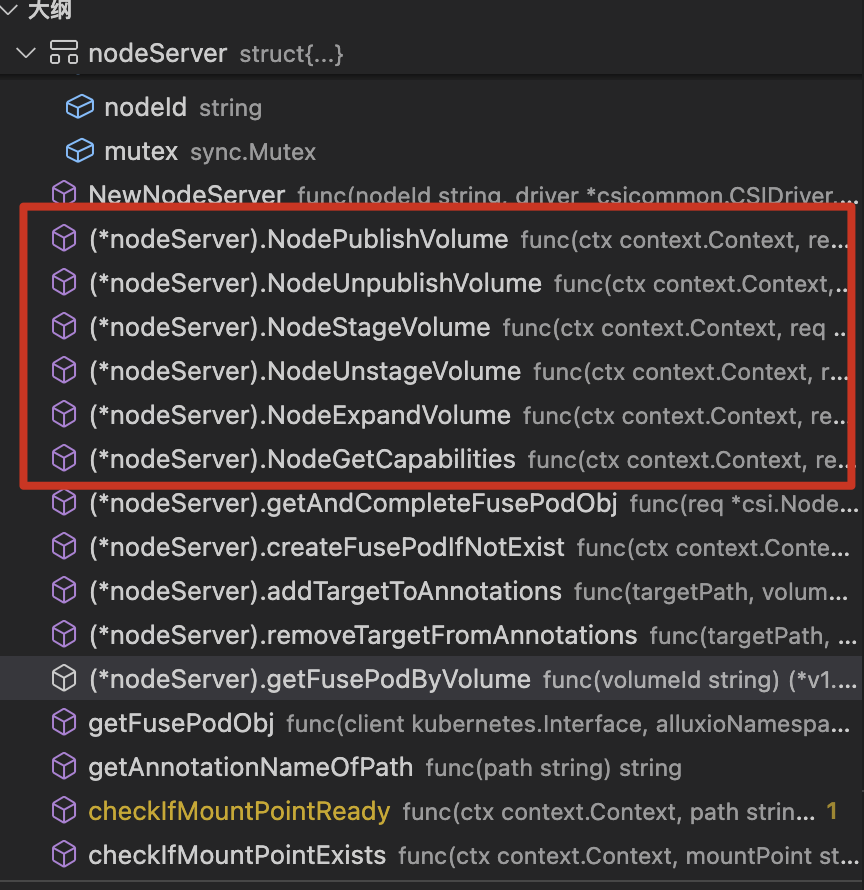 大纲
nodeServer struct{...}
nodeId string
mutex sync.Mutex
NewNodeServer func(nodeId string, driver *csicommon.CSIDriver,...
(*nodeServer).NodePublishVolume func(ctx context.Context, re...
(*nodeServer).NodeUnpublishVolume func(ctx context.Context,...
(*nodeServer).NodeStageVolume func(ctx context.Context, req ...
(*nodeServer).NodeUnstageVolume func(ctx context.Context, r...
(*nodeServer).NodeExpandVolume func(ctx context.Context, re...
(*nodeServer).NodeGetCapabilities func(ctx context.Context, re...
(*nodeServer).getAndCompleteFusePodObj func(req *csi.Node...
(*nodeServer).createFusePodIfNotExist func(ctx context.Conte...
(*nodeServer).addTargetToAnnotations func(targetPath, volum...
(*nodeServer).removeTargetFromAnnotations func(targetPath, ...
(*nodeServer).getFusePodByVolume func(volumeId string) (*v1....
getFusePodObj func(client kubernetes.Interface, alluxioNamespa...
getAnnotationNameOfPath func(path string) string
checkIfMountPointReady func(ctx context.Context, path strin... 1
checkIfMountPointExists func(ctx context.Context, mountPoint st...